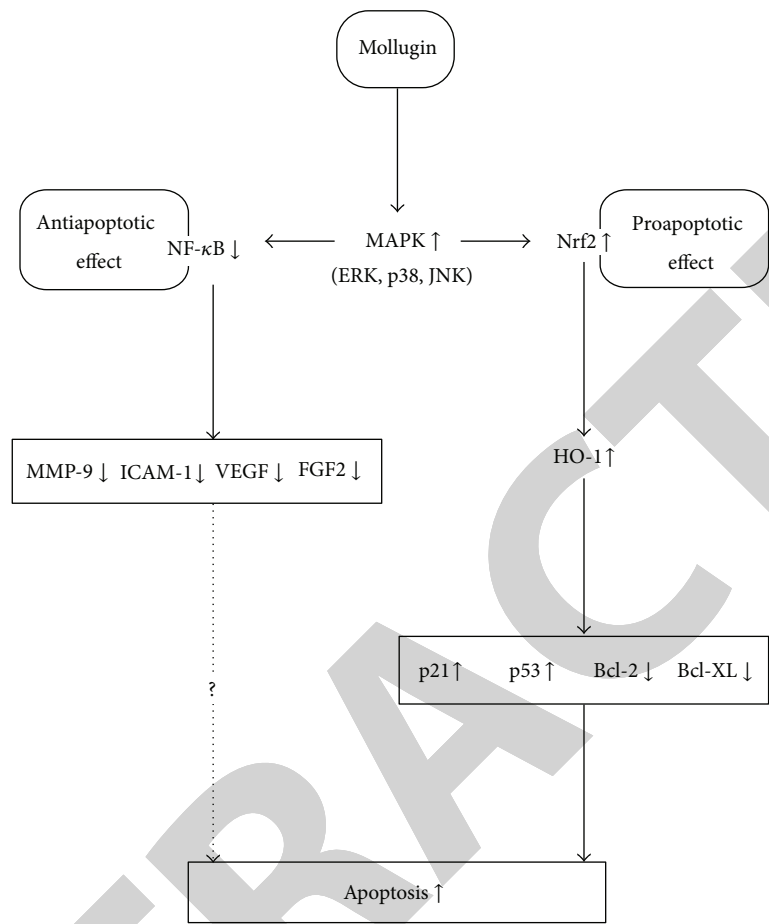 Mollugin
Antiapoptotic
effect
NF-κB ↓
MAPK ↑
(ERK, p38, JNK)
Nrf2 ↑
Proapoptotic
effect
MMP-9 ↓ ICAM-1 ↓ VEGF ↓ FGF2 ↓
HO-1 ↑
p21 ↑ p53 ↑ Bcl-2 ↓ Bcl-XL ↓
?
Apoptosis ↑
TRACT